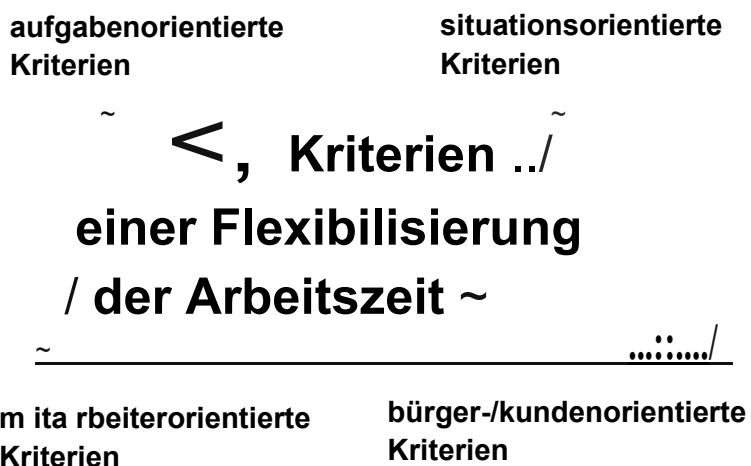 aufgabenorientierte
Kriterien
situationsorientierte
Kriterien
~ ~
<, Kriterien ../
einer Flexibilisierung
/ der Arbeitszeit ~
~ ...::..../
m ita rbeiterorientierte
Kriterien
bürger-/kundenorientierte
Kriterien